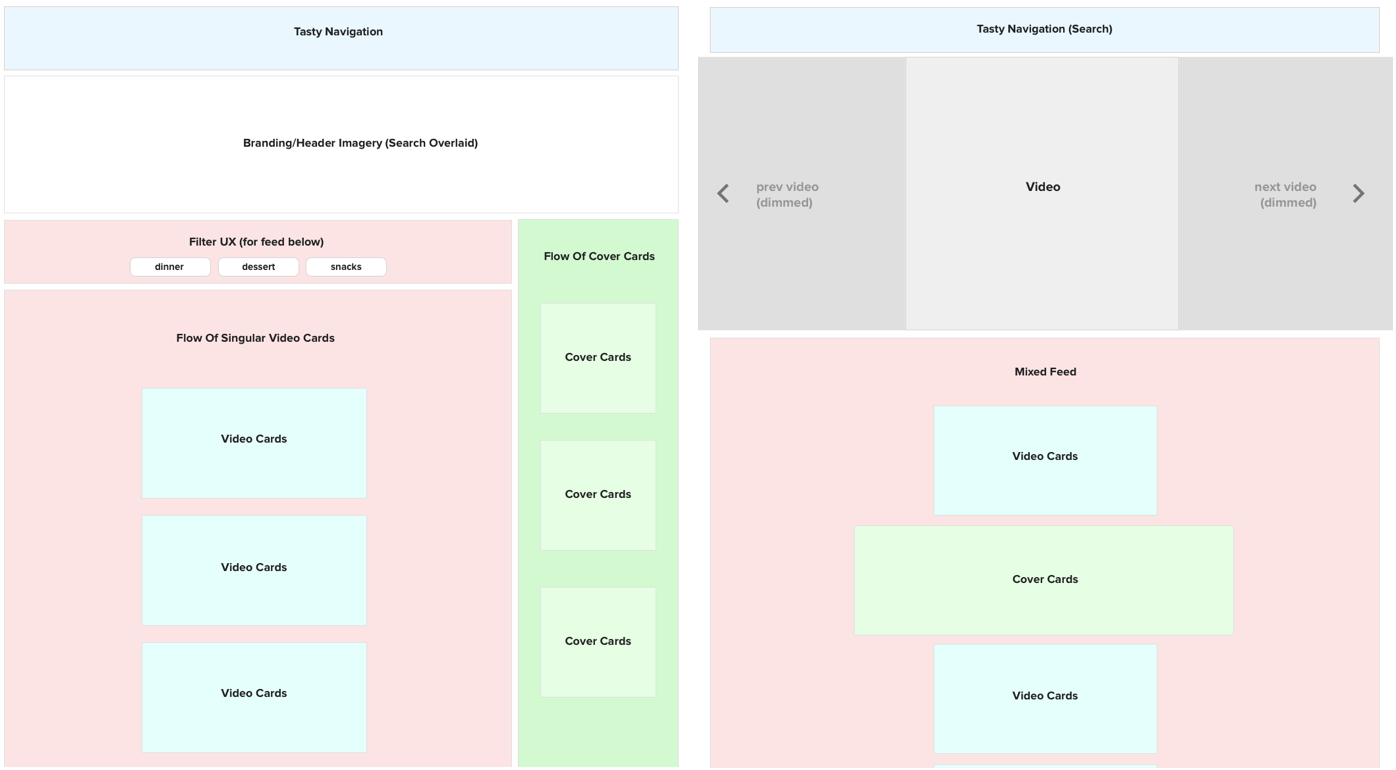 Tasty Navigation
Branding/Header Imagery (Search Overlaid)
Filter UX (for feed below)
dinner
dessert
snacks
Flow Of Singular Video Cards
Video Cards
Video Cards
Video Cards
Flow Of Cover Cards
Cover Cards
Cover Cards
Cover Cards
Tasty Navigation (Search)
prev video
(dimmed)
Video
next video
(dimmed)
Mixed Feed
Video Cards
Cover Cards
Video Cards